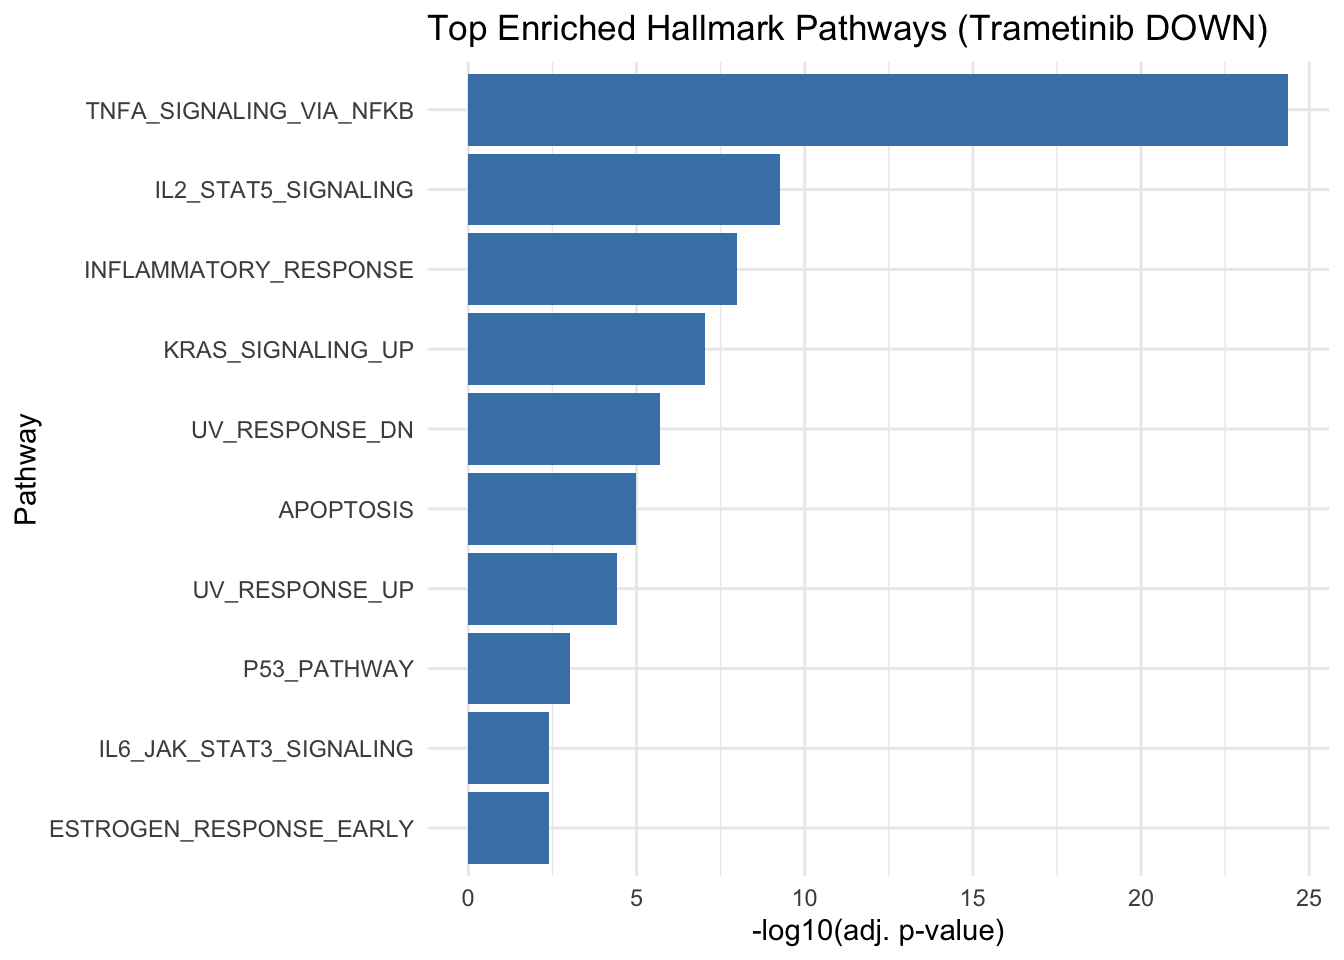 Top Enriched Hallmark Pathways (Trametinib DOWN)
Pathway
TNFA_SIGNALING_VIA_NFKB
IL2_STAT5_SIGNALING
INFLAMMATORY_RESPONSE
KRAS_SIGNALING_UP
UV_RESPONSE_DN
APOPTOSIS
UV_RESPONSE_UP
P53_PATHWAY
IL6_JAK_STAT3_SIGNALING
ESTROGEN_RESPONSE_EARLY
0 5 10 15 20 25
-log10(adj. p-value)